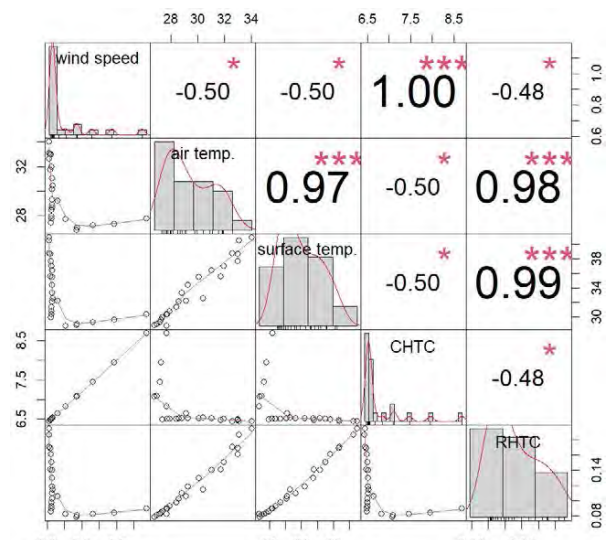 28 30 32 34
6.5 7.5 8.5
wind speed
*
-0.50
*
-0.50
***
1.00
*
-0.48
0.6 0.8 1.0
28 32
air temp.
***
0.97
*
-0.50
***
0.98
surface temp.
*
-0.50
***
0.99
30 34 38
6.5 7.5 8.5
CHTC
*
-0.48
RHTC
0.08 0.14